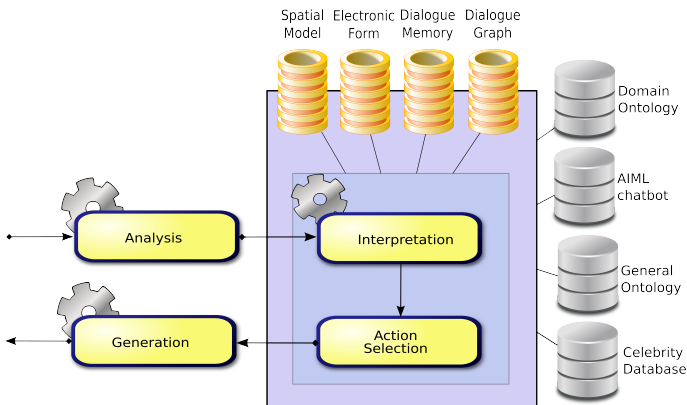 Spatial
Model
Electronic
Form
Dialogue
Memory
Dialogue
Graph
Domain
Ontology
AIML
chatbot
Analysis
Interpretation
General
Ontology
Generation
Action
Selection
Celebrity
Database